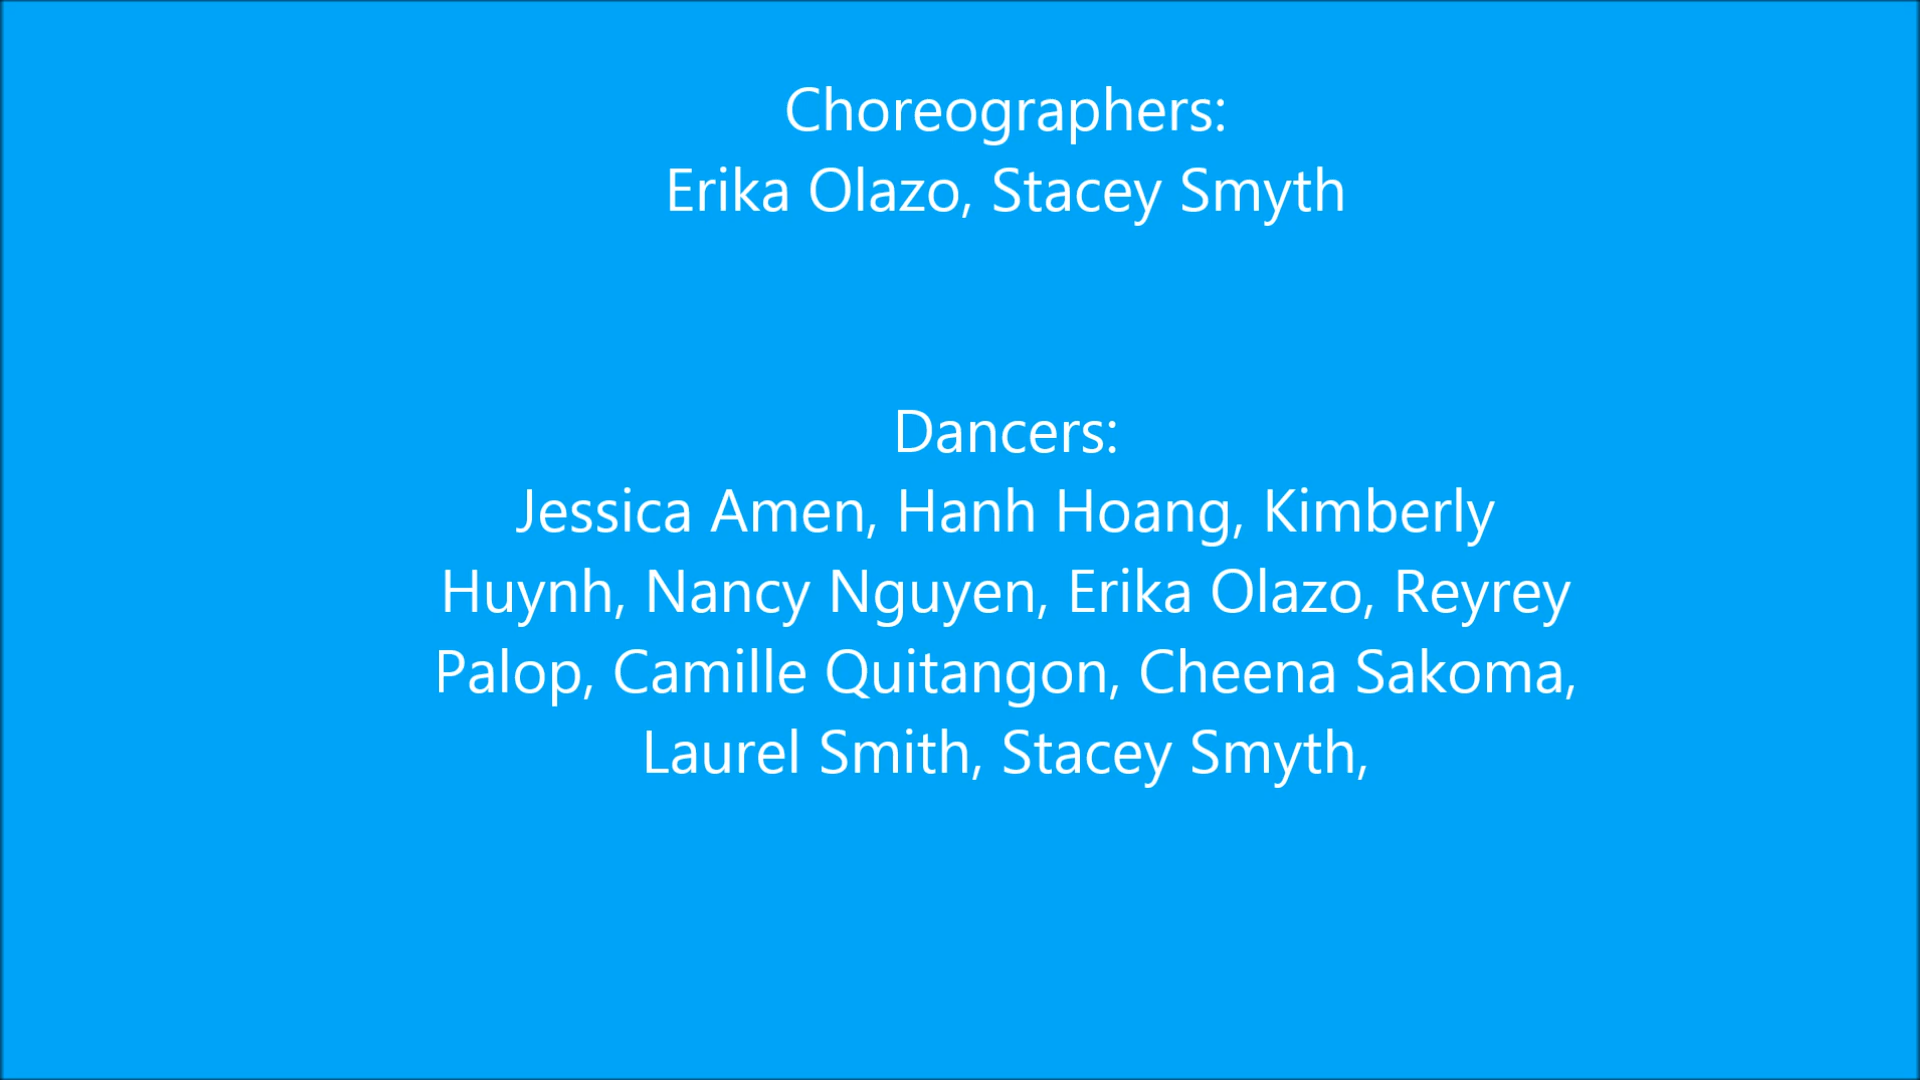 Choreographers:
Erika Olazo, Stacey Smyth
Dancers:
Jessica Amen, Hanh Hoang, Kimberly
Huynh, Nancy Nguyen, Erika Olazo, Reyrey
Palop, Camille Quitangon, Cheena Sakoma,
Laurel Smith, Stacey Smyth,